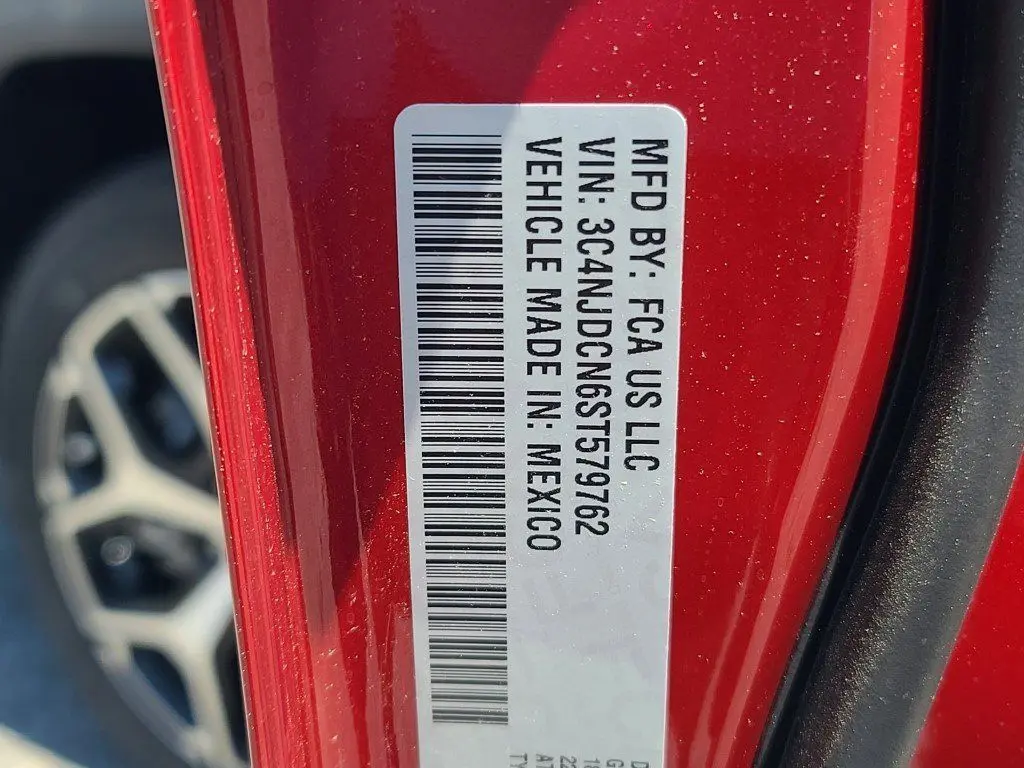 MFD BY: FCA US LLC
VIN: 3C4NJDCN6ST579762
VEHICLE MADE IN: MEXICO